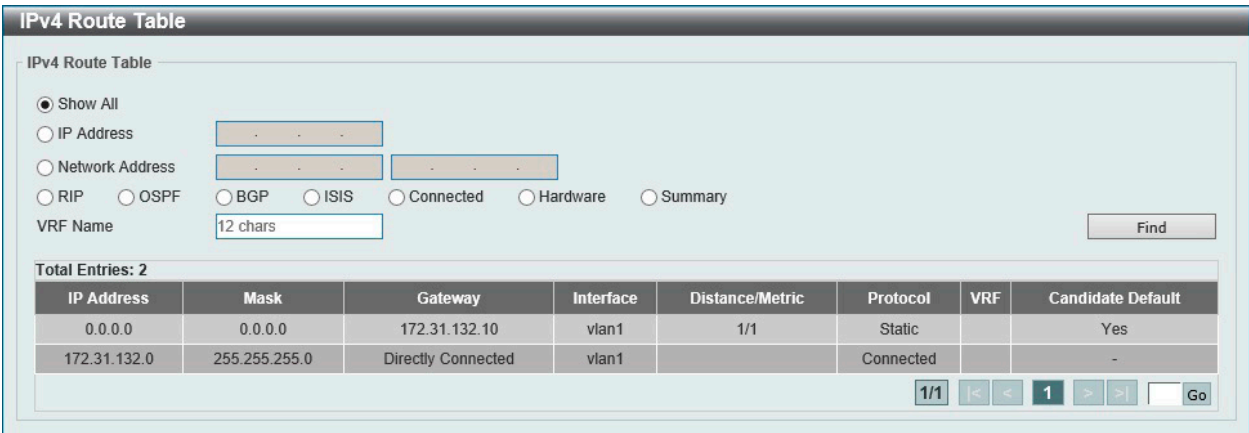 IPv4 Route Table
IPv4 Route Table
Show All
IP Address . . .
Network Address . . . . . .
RIP OSPF BGP ISIS Connected Hardware Summary
VRF Name 12 chars Find
Total Entries: 2
IP Address Mask Gateway Interface Distance/Metric Protocol VRF Candidate Default
0.0.0.0 0.0.0.0 172.31.132.10 vlan1 1/1 Static Yes
172.31.132.0 255.255.255.0 Directly Connected vlan1 Connected -
1/1 |< < 1 > >| Go